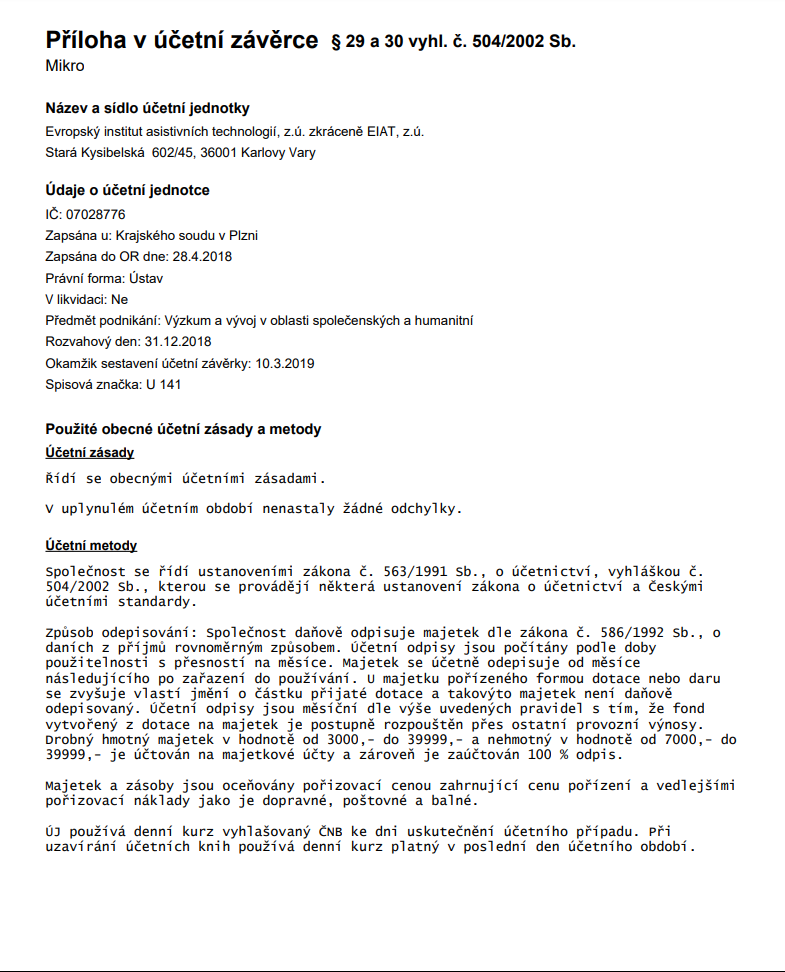 Příloha v účetní závěrce § 29 a 30 vyhl. č. 504/2002 Sb.
Mikro
Název a sídlo účetní jednotky
Evropský institut asistivních technologií, z.ú. zkráceně EIAT, z.ú.
Stará Kysibelská 602/45, 36001 Karlovy Vary
Údaje o účetní jednotce
IČ: 07028776
Zapsána u: Krajského soudu v Plzni
Zapsána do OR dne: 28.4.2018
Právní forma: Ústav
V likvidaci: Ne
Předmět podnikání: Výzkum a vývoj v oblasti společenských a humanitní
Rozvahový den: 31.12.2018
Okamžik sestavení účetní závěrky: 10.3.2019
Spisová značka: U 141
Použité obecné účetní zásady a metody
Účetní zásady
Řídí se obecnými účetními zásadami.
V uplynulém účetním období nenastaly žádné odchylky.
Účetní metody
Společnost se řídí ustanoveními zákona č. 563/1991 Sb., o účetnictví, vyhláškou č.
504/2002 Sb., kterou se provádějí některá ustanovení zákona o účetnictví a Českými
účetními standardy.
Způsob odepisování: Společnost daňově odpisuje majetek dle zákona č. 586/1992 Sb., o
daních z příjmů rovnoměrným způsobem. Účetní odpisy jsou počítány podle doby
použitelnosti s přesností na měsíce. Majetek se účetně odepisuje od měsíce
následujícího po zařazení do používání. U majetku pořízeného formou dotace nebo daru
se zvyšuje vlastí jmění o částku přijaté dotace a takovýto majetek není daňově
odepisovaný. Účetní odpisy jsou měsíční dle výše uvedených pravidel s tím, že fond
vytvořený z dotace na majetek je postupně rozpouštěn přes ostatní provozní výnosy.
Drobný hmotný majetek v hodnotě od 3000,- do 39999,- a nehmotný v hodnotě od 7000,- do
39999,- je účtován na majetkové účty a zároveň je zaúčtován 100 % odpis.
Majetek a zásoby jsou oceňovány pořizovací cenou zahrnující cenu pořízení a vedlejšími
pořizovací náklady jako je dopravné, poštovné a balné.
ÚJ používá denní kurz vyhlašovaný ČNB ke dni uskutečnění účetního případu. Při
uzavírání účetních knih používá denní kurz platný v poslední den účetního období.